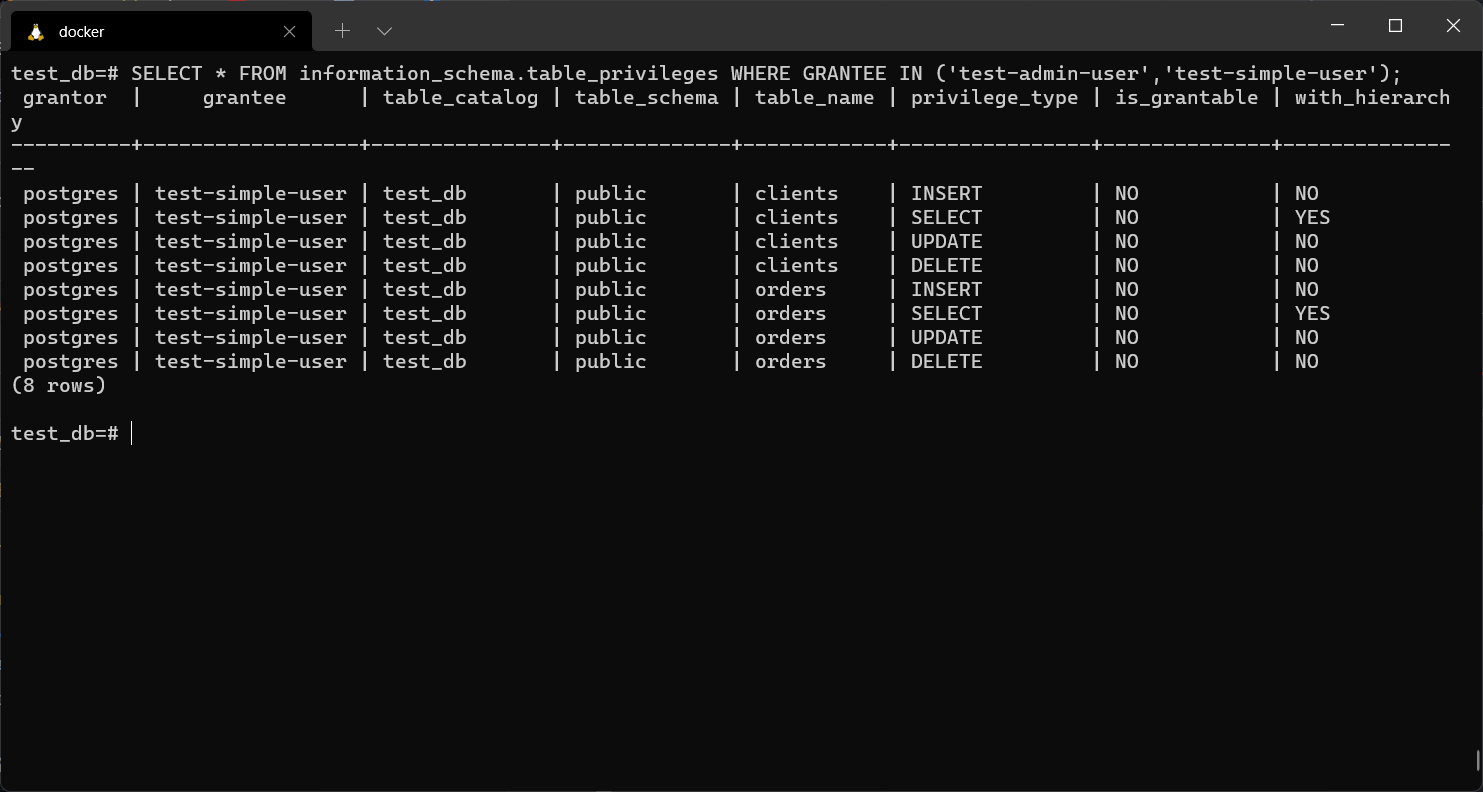 docker
test_db=# SELECT * FROM information_schema.table_privileges WHERE GRANTEE IN ('test-admin-user','test-simple-user');
 grantor  |     grantee      | table_catalog | table_schema | table_name | privilege_type | is_grantable | with_hierarch
y
----------+------------------+---------------+--------------+------------+----------------+--------------+--------------
--
 postgres | test-simple-user | test_db       | public       | clients    | INSERT         | NO           | NO
 postgres | test-simple-user | test_db       | public       | clients    | SELECT         | NO           | YES
 postgres | test-simple-user | test_db       | public       | clients    | UPDATE         | NO           | NO
 postgres | test-simple-user | test_db       | public       | clients    | DELETE         | NO           | NO
 postgres | test-simple-user | test_db       | public       | orders     | INSERT         | NO           | NO
 postgres | test-simple-user | test_db       | public       | orders     | SELECT         | NO           | YES
 postgres | test-simple-user | test_db       | public       | orders     | UPDATE         | NO           | NO
 postgres | test-simple-user | test_db       | public       | orders     | DELETE         | NO           | NO
(8 rows)
test_db=#